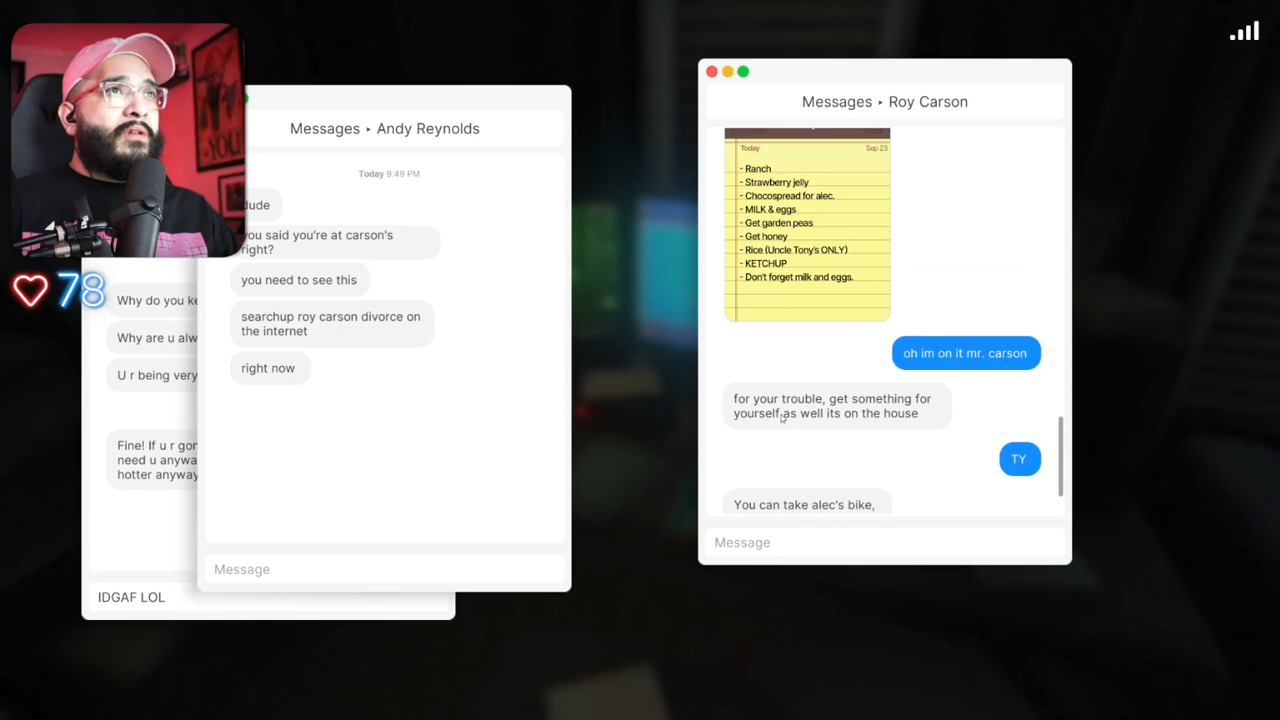 YOU
78
Why do you ke
Why are u alw
U r being very
Fine! If u r gor
need u anywa
hotter anyway
IDGAF LOL
Messages ▸ Andy Reynolds
Today 9:49 PM
dude
you said you're at carson's
right?
you need to see this
searchup roy carson divorce on
the internet
right now
Message
Messages ▸ Roy Carson
Today Sep 23
- Ranch
- Strawberry jelly
- Chocospread for alec.
- MILK & eggs
- Get garden peas
- Get honey
- Rice (Uncle Tony's ONLY)
- KETCHUP
- Don't forget milk and eggs.
oh im on it mr. carson
for your trouble, get something for
yourself as well its on the house
TY
You can take alec's bike,
Message